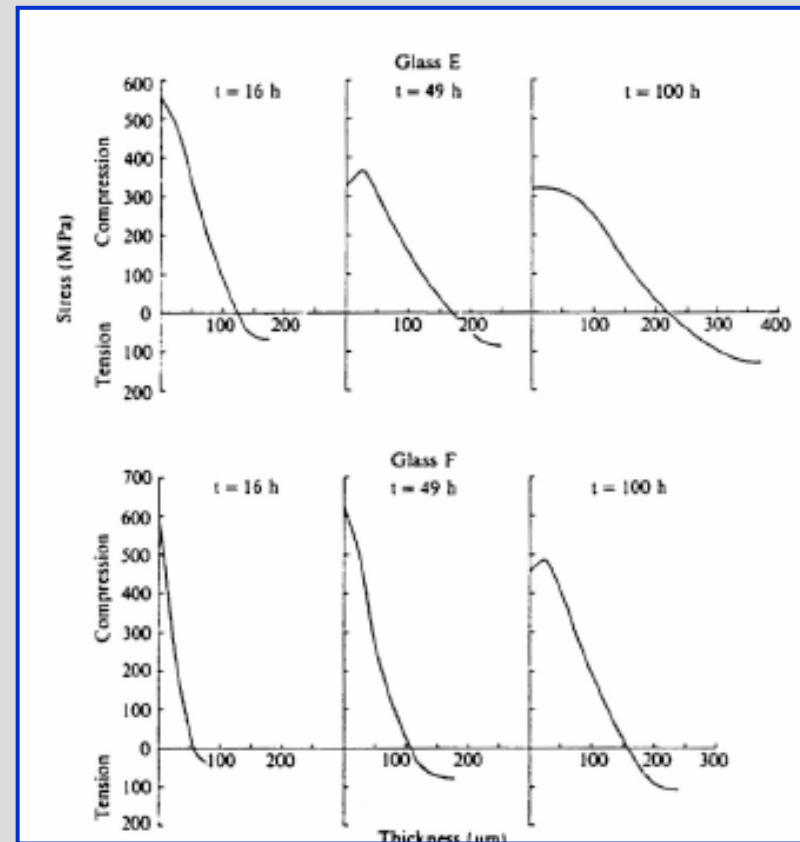 Glass E
t = 16 h
t = 49 h
t = 100 h
600
500
400
300
200
100
0
100
200
Compression
Tension
Stress (MPa)
100 200
100 200
100 200 300 400
Glass F
t = 16 h
t = 49 h
t = 100 h
700
600
500
400
300
200
100
0
100
200
Compression
Tension
100 200
100 200
100 200 300
Thickness (μm)